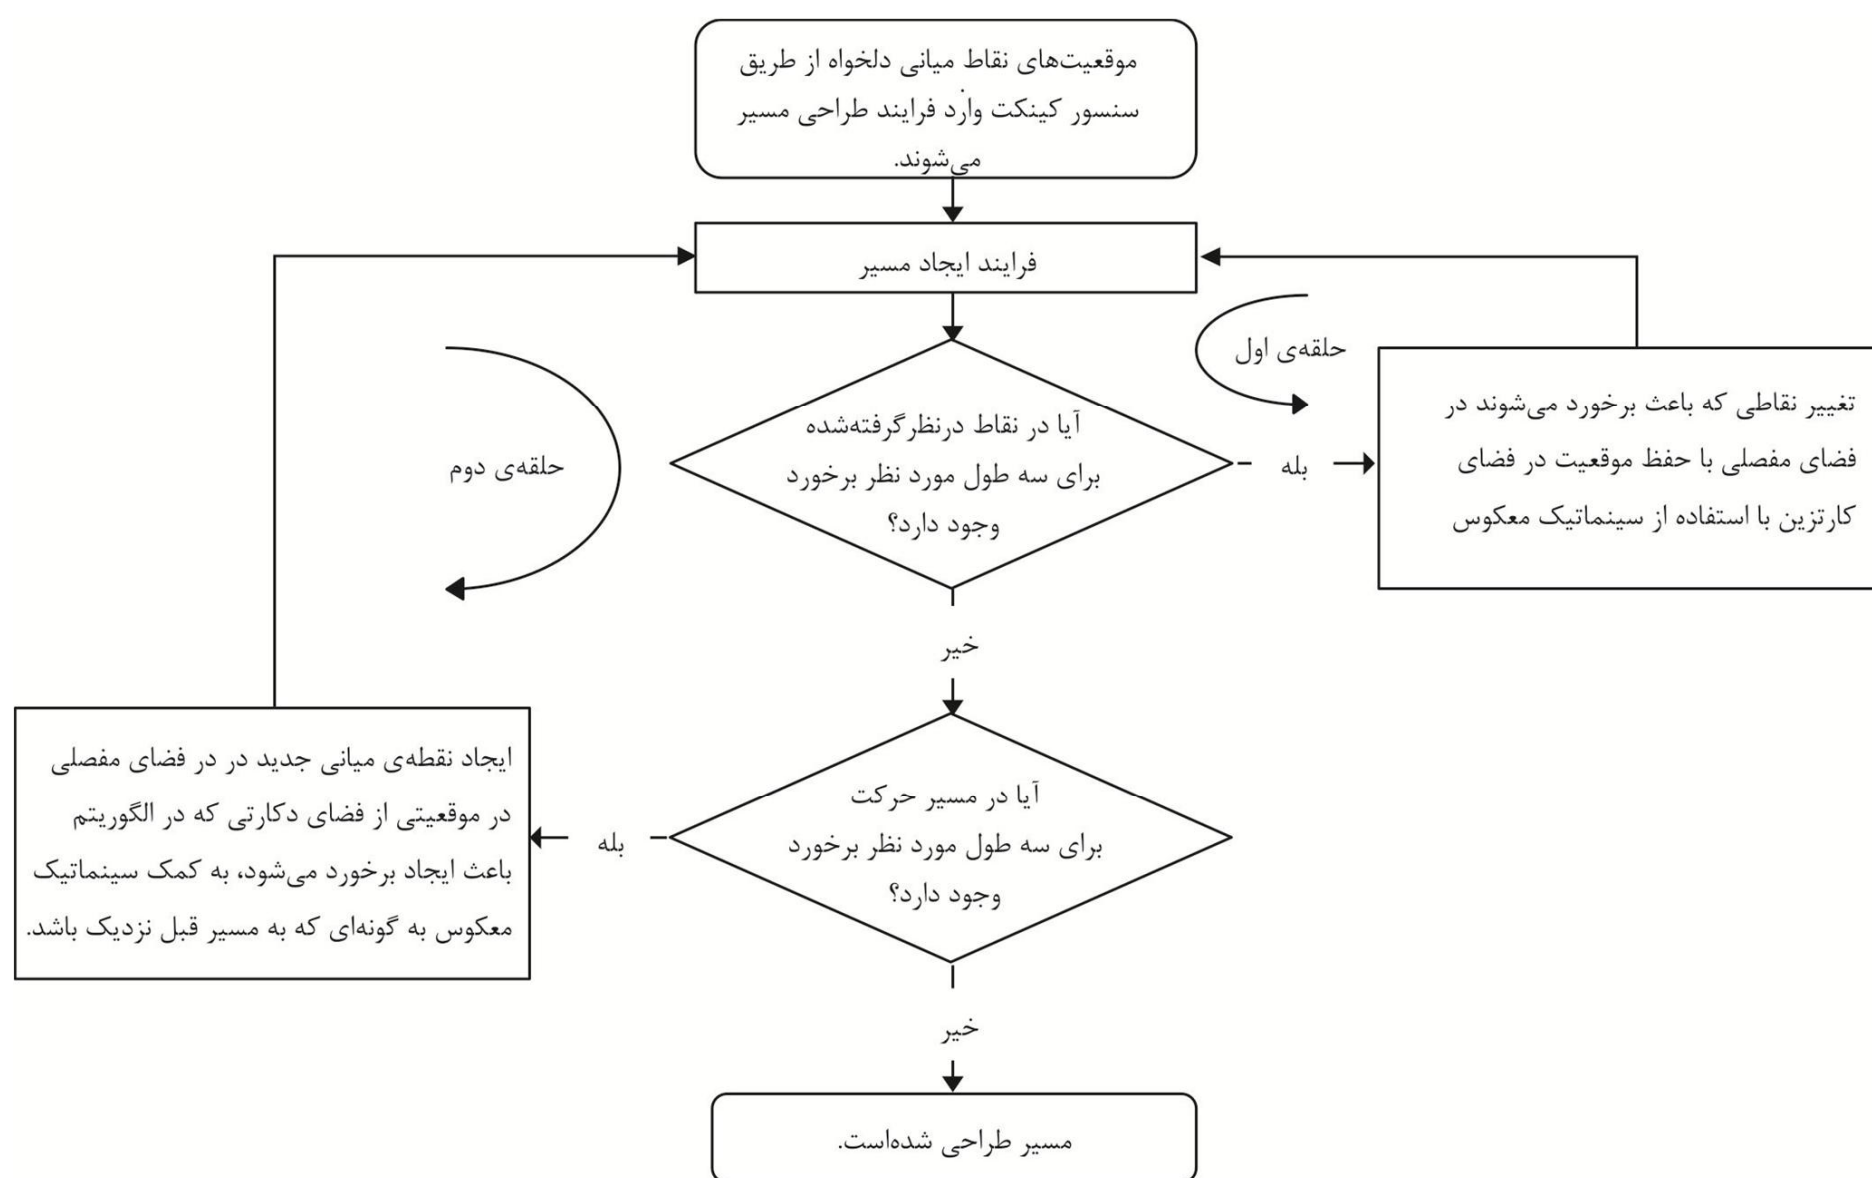 موقعیت‌های نقاط میانی دلخواه از طریق
سنسور کینکت وارد فرایند طراحی مسیر
می‌شوند.
فرایند ایجاد مسیر
حلقه‌ی اول
تغییر نقاطی که باعث برخورد می‌شوند در
فضای مفصلی با حفظ موقعیت در فضای
کارتزین با استفاده از سینماتیک معکوس
آیا در نقاط درنظرگرفته‌شده
برای سه طول مورد نظر برخورد
وجود دارد؟
بله
حلقه‌ی دوم
خیر
آیا در مسیر حرکت
برای سه طول مورد نظر برخورد
وجود دارد؟
بله
ایجاد نقطه‌ی میانی جدید در در فضای مفصلی
در موقعیتی از فضای دکارتی که در الگوریتم
باعث ایجاد برخورد می‌شود، به کمک سینماتیک
معکوس به گونه‌ای که به مسیر قبل نزدیک باشد.
خیر
مسیر طراحی شده‌است.